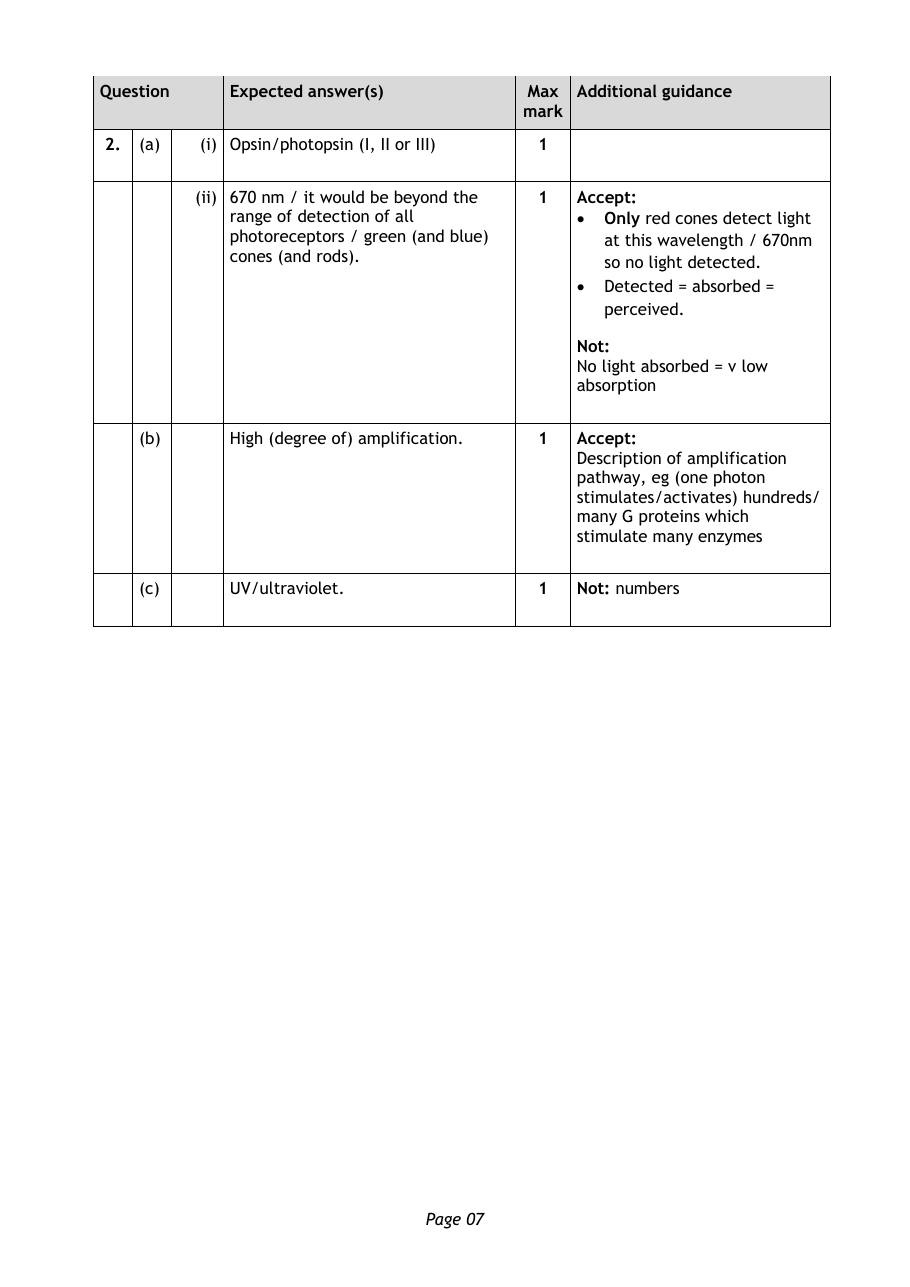 Question Expected answer(s) Max mark Additional guidance
2. (a) (i) Opsin/photopsin (I, II or III) 1
(ii) 670 nm / it would be beyond the
range of detection of all
photoreceptors / green (and blue)
cones (and rods).
1
Accept:
• Only red cones detect light
at this wavelength / 670nm
so no light detected.
• Detected = absorbed =
perceived.
Not:
No light absorbed = v low
absorption
(b) High (degree of) amplification. 1
Accept:
Description of amplification
pathway, eg (one photon
stimulates/activates) hundreds/
many G proteins which
stimulate many enzymes
(c) UV/ultraviolet. 1 Not: numbers
Page 07